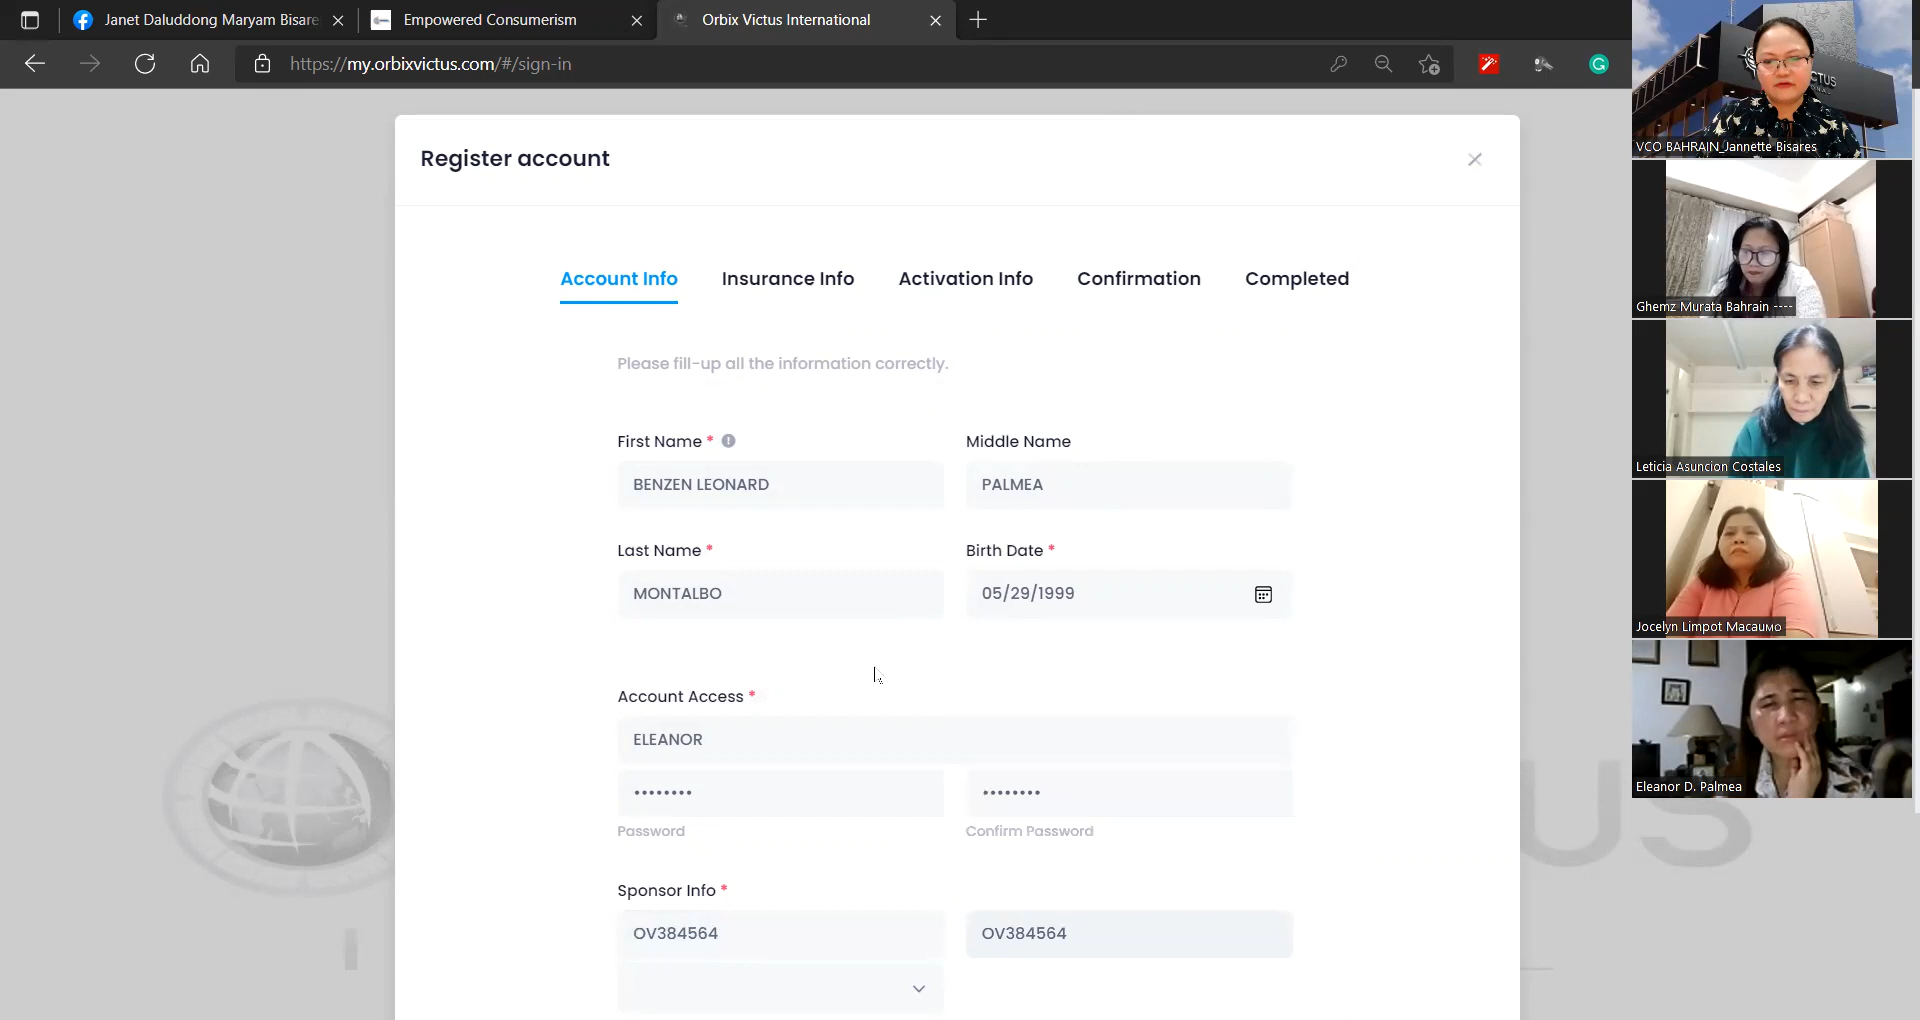 Janet Daluddong Maryam Bisare
Empowered Consumerism
Orbix Victus International
https://my.orbixvictus.com/#/sign-in
Register account
Account Info
Insurance Info
Activation Info
Confirmation
Completed
Please fill-up all the information correctly.
First Name *
Middle Name
BENZEN LEONARD
PALMEA
Last Name *
Birth Date *
MONTALBO
05/29/1999
Account Access *
ELEANOR
••••••••
••••••••
Password
Confirm Password
Sponsor Info *
OV384564
OV384564
CTUS
VCO BAHRAIN_Jannette Bisares
Ghemz Murata Bahrain ----
Leticia Asuncion Costales
Jocelyn Limpot Macaumo
Eleanor D. Palmea
US